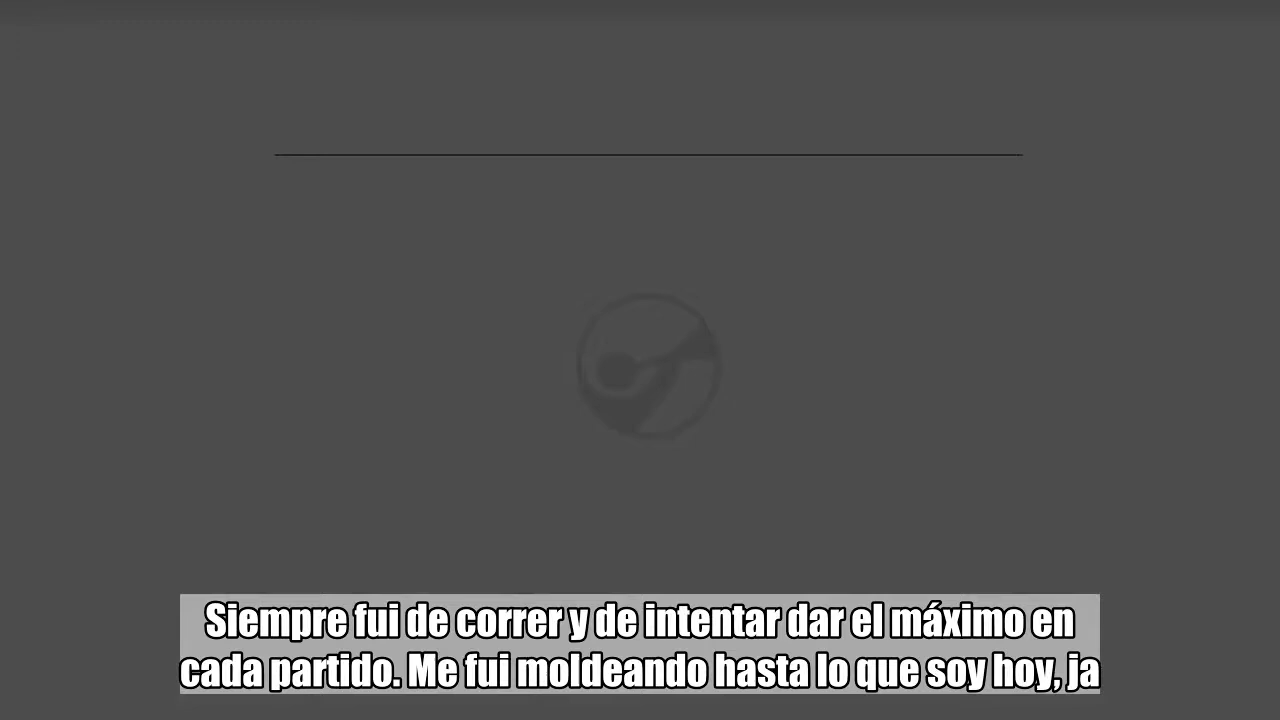 Siempre fui de correr y de intentar dar el máximo en
cada partido. Me fui moldeando hasta lo que soy hoy, ja